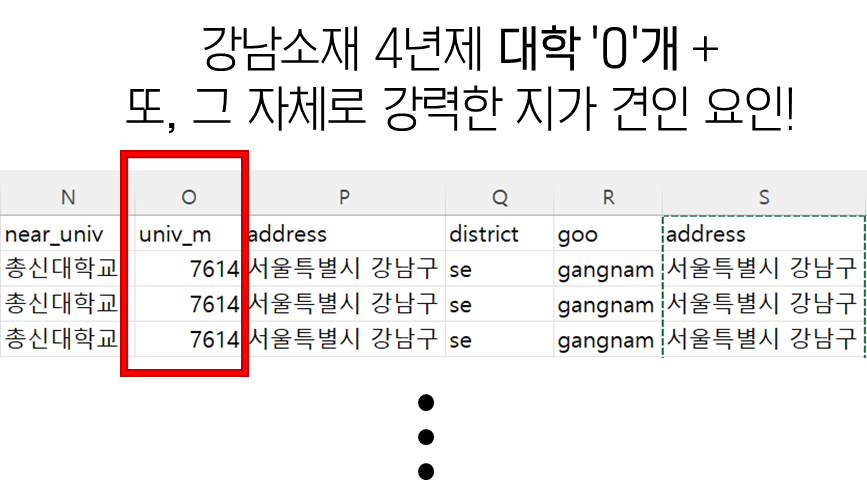 강남소재 4년제 대학 '0'개 +
또, 그 자체로 강력한 지가 견인 요인!
N O P Q R S
near_univ univ_m address district goo address
총신대학교 7614 서울특별시 강남구 se gangnam 서울특별시 강남구
총신대학교 7614 서울특별시 강남구 se gangnam 서울특별시 강남구
총신대학교 7614 서울특별시 강남구 se gangnam 서울특별시 강남구